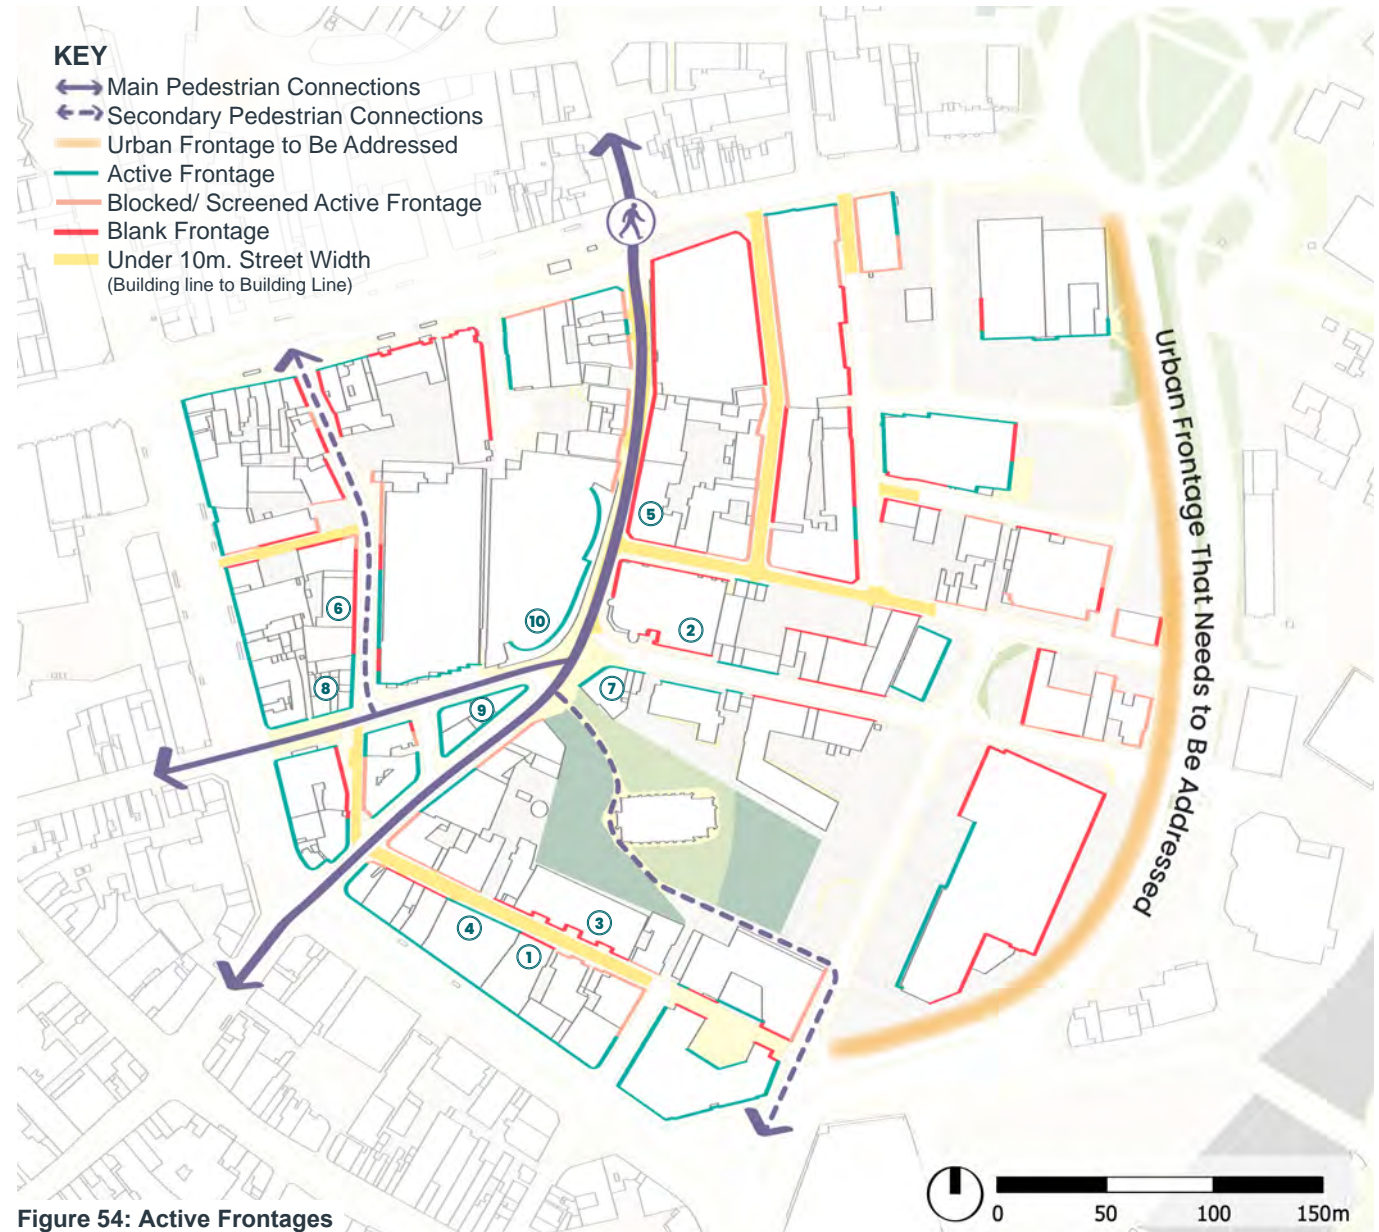 KEY
Main Pedestrian Connections
Secondary Pedestrian Connections
Urban Frontage to Be Addressed
Active Frontage
Blocked/ Screened Active Frontage
Blank Frontage
Under 10m. Street Width
(Building line to Building Line)
Urban Frontage That Needs to Be Addressed
5
6
10
2
8
7
9
3
4
1
0 50 100 150m
Figure 54: Active Frontages